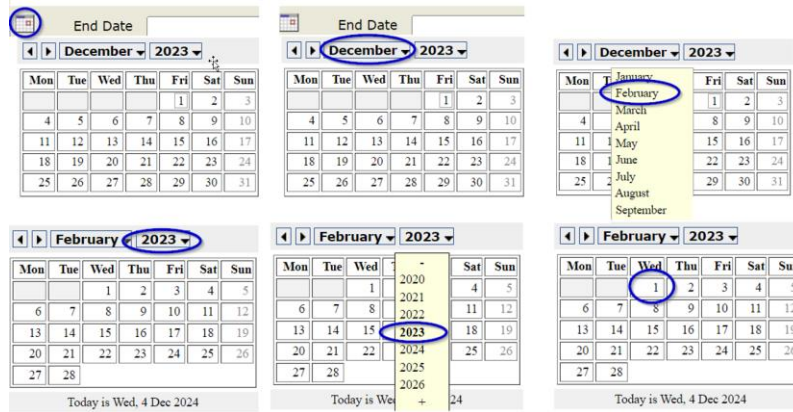 End Date
December 2023
Mon Tue Wed Thu Fri Sat Sun
1 2 3
4 5 6 7 8 9 10
11 12 13 14 15 16 17
18 19 20 21 22 23 24
25 26 27 28 29 30 31
End Date
December 2023
Mon Tue Wed Thu Fri Sat Sun
1 2 3
4 5 6 7 8 9 10
11 12 13 14 15 16 17
18 19 20 21 22 23 24
25 26 27 28 29 30 31
December 2023
Mon T January Fri Sat Sun
February 1 2 3
March
4 April 8 9 10
11 1 May 15 16 17
18 1 June 22 23 24
25 2 July 29 30 31
August
September
February 2023
Mon Tue Wed Thu Fri Sat Sun
1 2 3 4 5
6 7 8 9 10 11 12
13 14 15 16 17 18 19
20 21 22 23 24 25 26
27 28
Today is Wed, 4 Dec 2024
February 2023
-
Mon Tue Wed Sat Sun
2020
1 4 5
2021
6 7 8 2022 11 12
13 14 15 2023 18 19
20 21 22 2024 25 26
27 28 2025
2026
Today is We + 24
February 2023
Mon Tue Wed Thu Fri Sat Su
1 2 3 4 5
6 7 8 9 10 11 12
13 14 15 16 17 18 19
20 21 22 23 24 25 26
27 28
Today is Wed, 4 Dec 2024